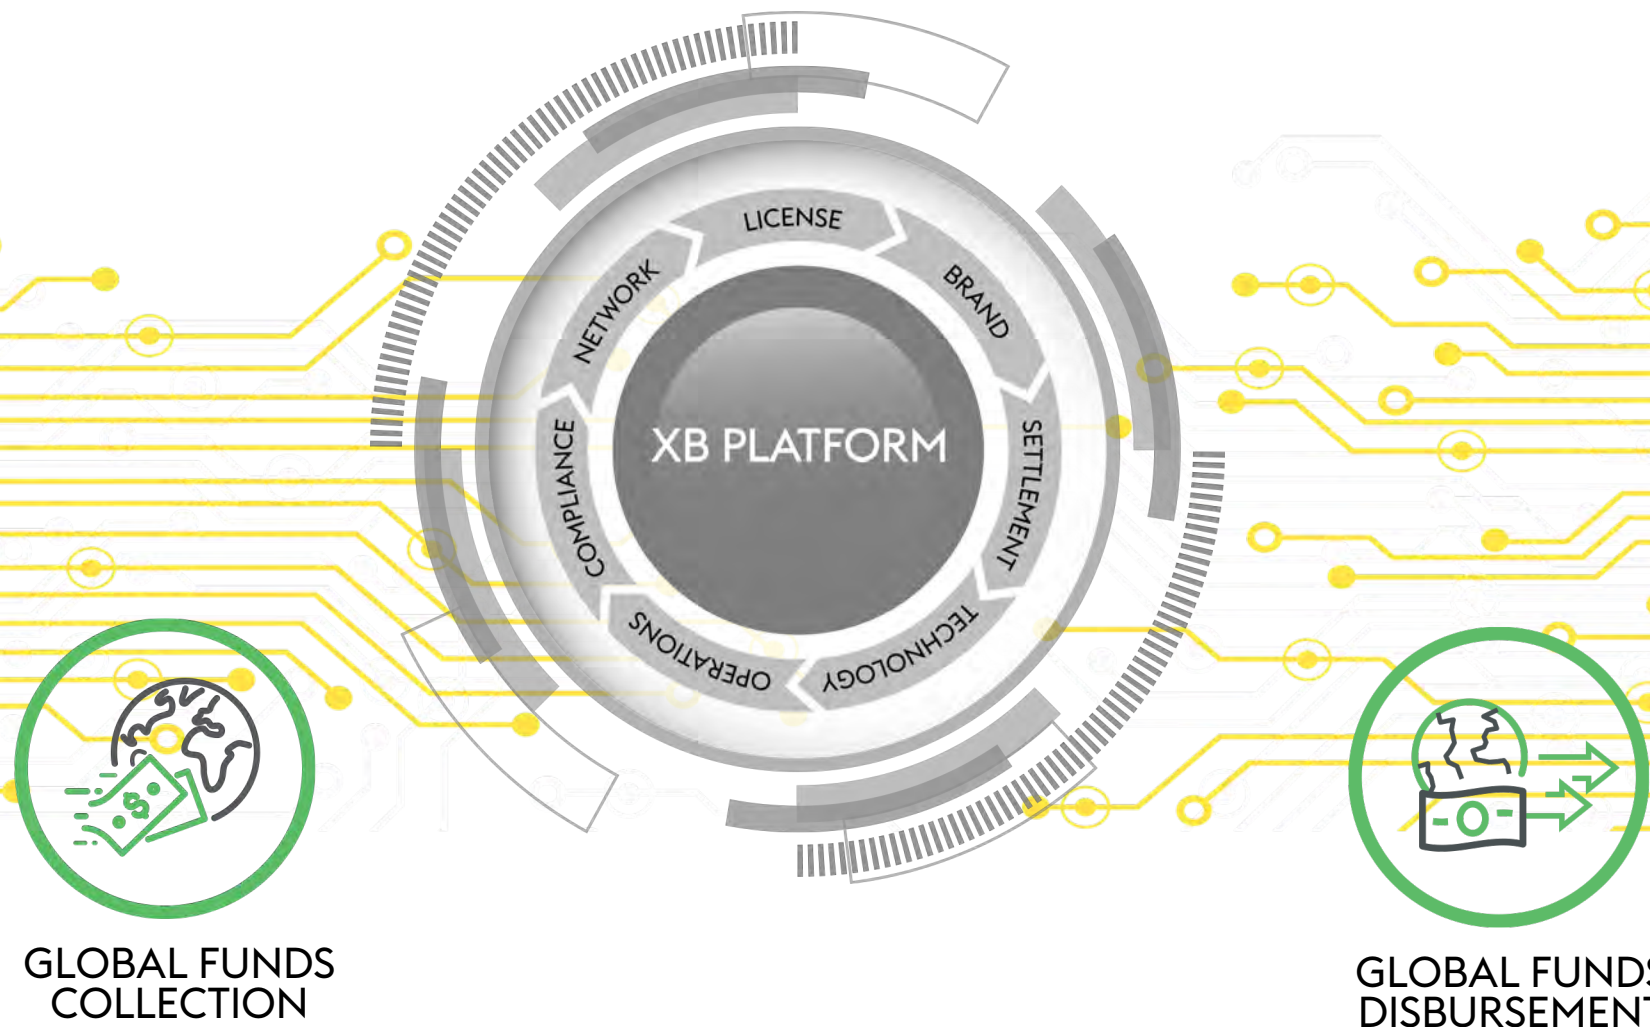 LICENSE
BRAND
SETTLEMENT
TECHNOLOGY
OPERATIONS
COMPLIANCE
NETWORK
XB PLATFORM
$
GLOBAL FUNDS
COLLECTION
GLOBAL FUNDS
DISBURSEMENT